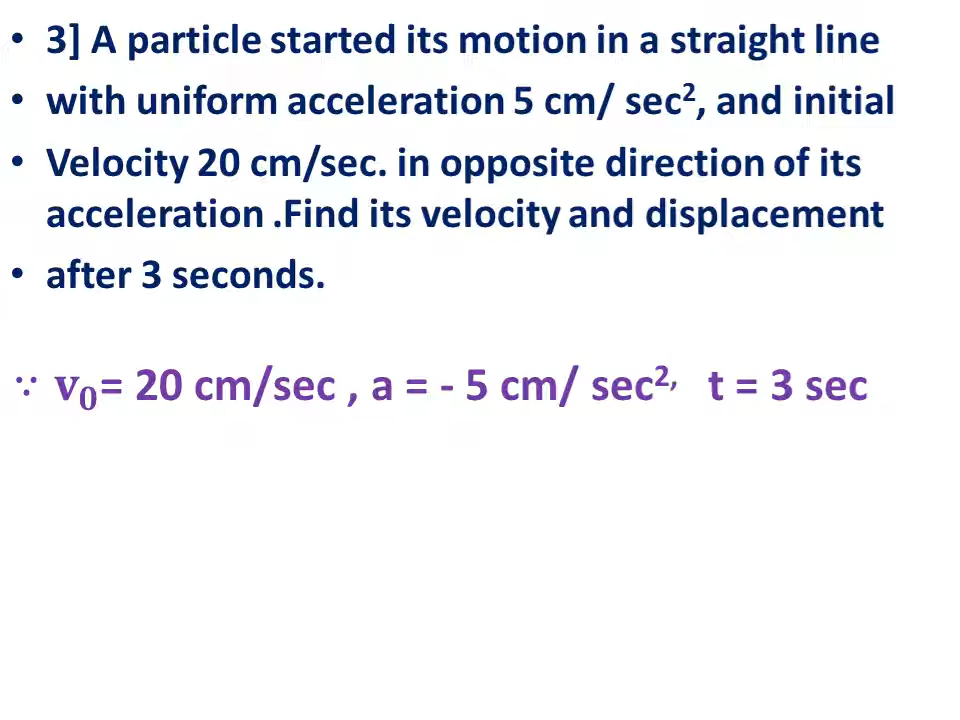 • 3] A particle started its motion in a straight line
• with uniform acceleration 5 cm/ sec², and initial
• Velocity 20 cm/sec. in opposite direction of its
acceleration .Find its velocity and displacement
• after 3 seconds.
∵ v₀= 20 cm/sec , a = - 5 cm/ sec², t = 3 sec